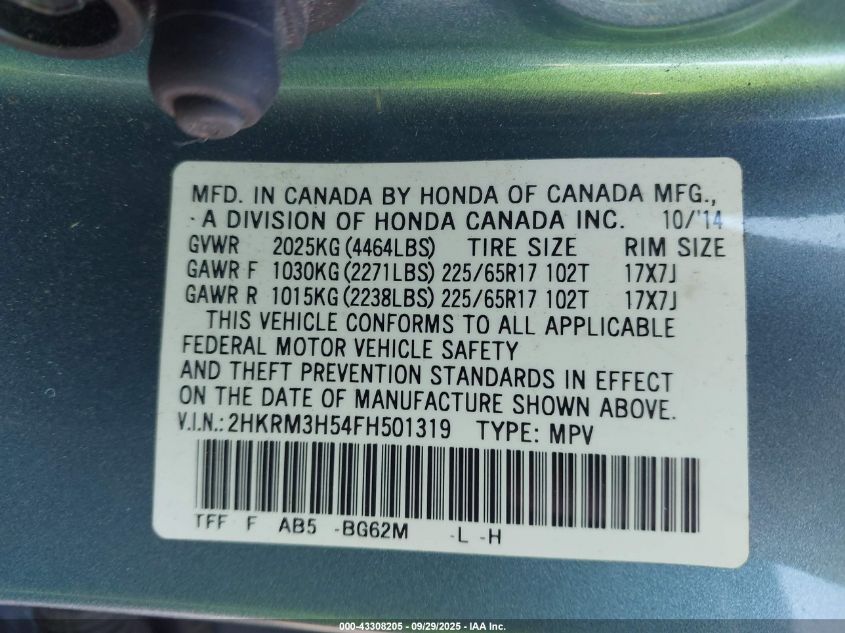 MFD. IN CANADA BY HONDA OF CANADA MFG.,
A DIVISION OF HONDA CANADA INC. 10/'14
GVWR 2025KG (4464LBS) TIRE SIZE RIM SIZE
GAWR F 1030KG (2271LBS) 225/65R17 102T 17X7J
GAWR R 1015KG (2238LBS) 225/65R17 102T 17X7J
THIS VEHICLE CONFORMS TO ALL APPLICABLE
FEDERAL MOTOR VEHICLE SAFETY
AND THEFT PREVENTION STANDARDS IN EFFECT
ON THE DATE OF MANUFACTURE SHOWN ABOVE.
V.I.N.: 2HKRM3H54FH501319 TYPE: MPV
TFF F AB5 -BG62M -L -H
000-43308205 - 09/29/2025 - IAA Inc.